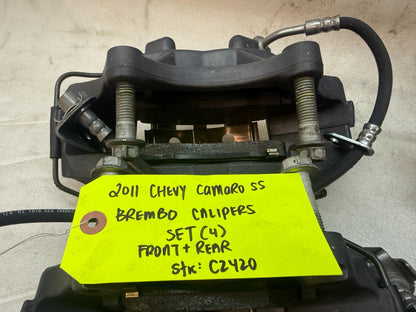 2011 CHEVY CAMARO SS
BREMBO CALIPERS
SET (4)
FRONT + REAR
STK: C2420